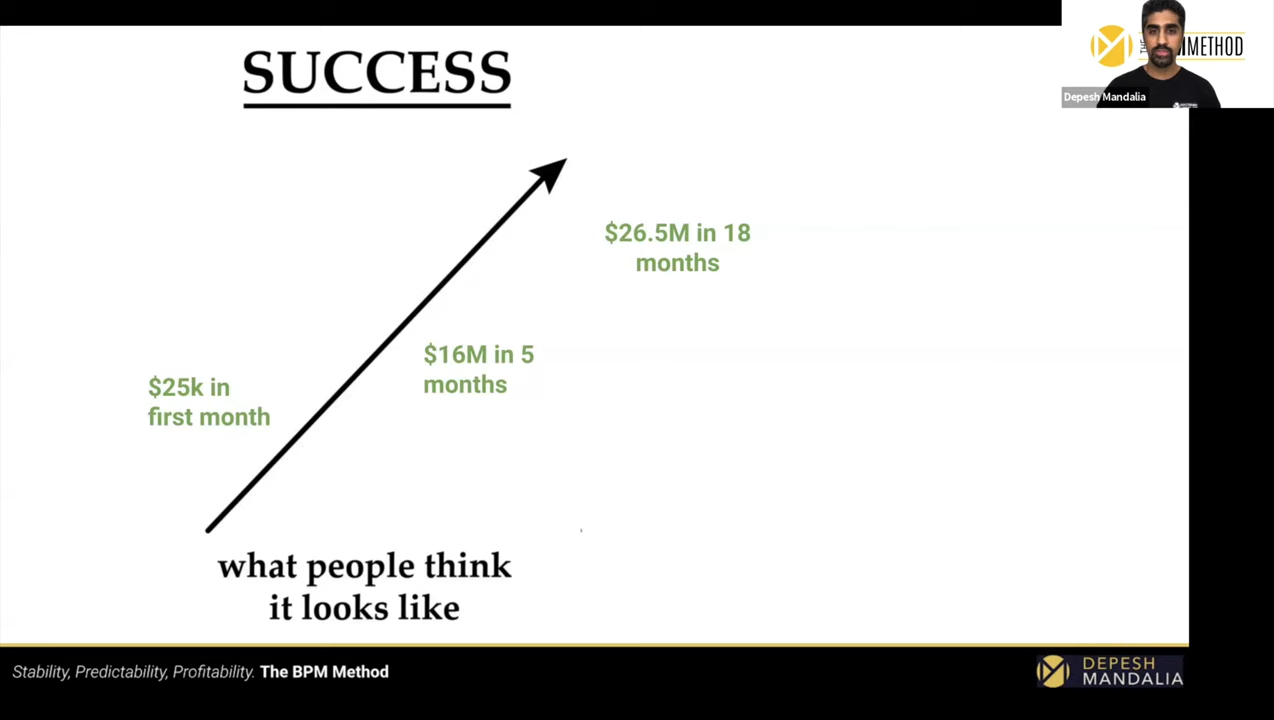 SUCCESS
METHOD
Depesh Mandalia
$26.5M in 18
months
$16M in 5
months
$25k in
first month
what people think
it looks like
Stability, Predictability, Profitability. The BPM Method
DEPESH
MANDALIA